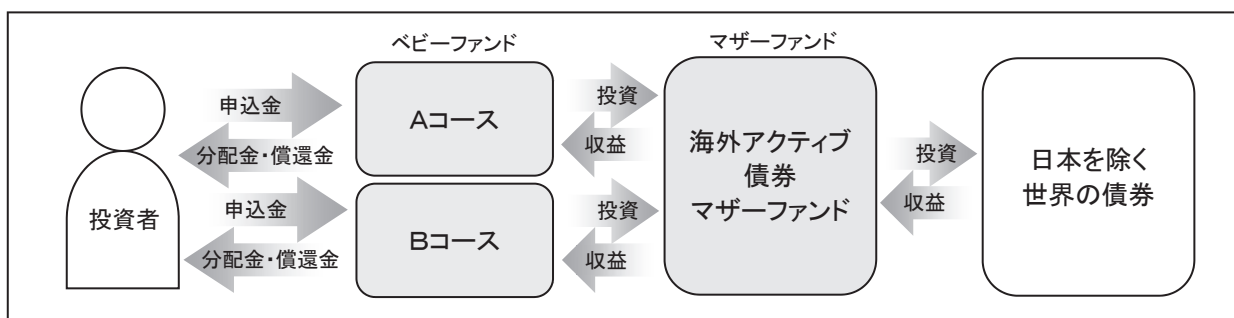 ベビーファンド
マザーファンド
投資者
申込金
分配金・償還金
申込金
分配金・償還金
Aコース
Bコース
投資
収益
投資
収益
海外アクティブ
債券
マザーファンド
投資
収益
日本を除く
世界の債券